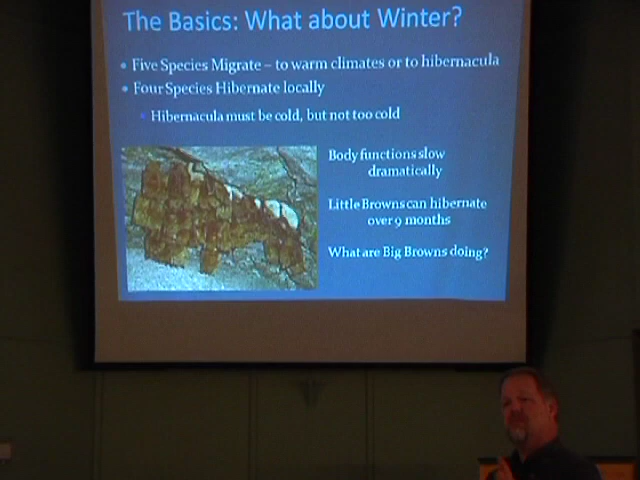 The Basics: What about Winter?
Five Species Migrate – to warm climates or to hibernacula
Four Species Hibernate locally
Hibernacula must be cold, but not too cold
Body functions slow
dramatically
Little Browns can hibernate
over 9 months
What are Big Browns doing?